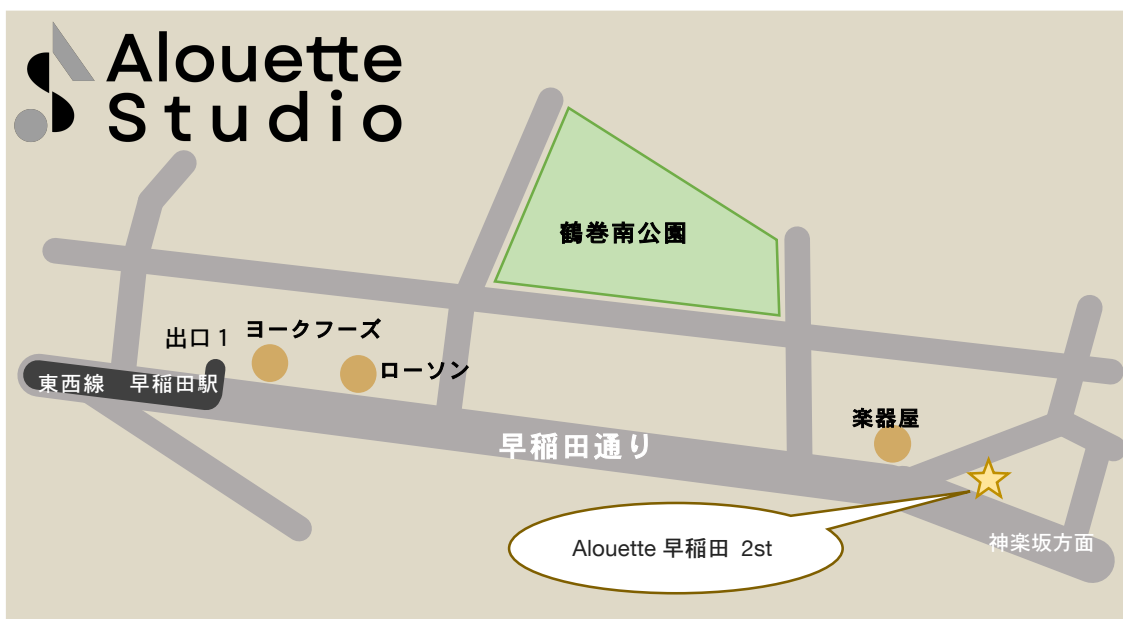 Alouette
Studio
鶴巻南公園
出口1
ヨークフーズ
ローソン
東西線 早稲田駅
楽器屋
早稲田通り
Alouette 早稲田 2st
神楽坂方面